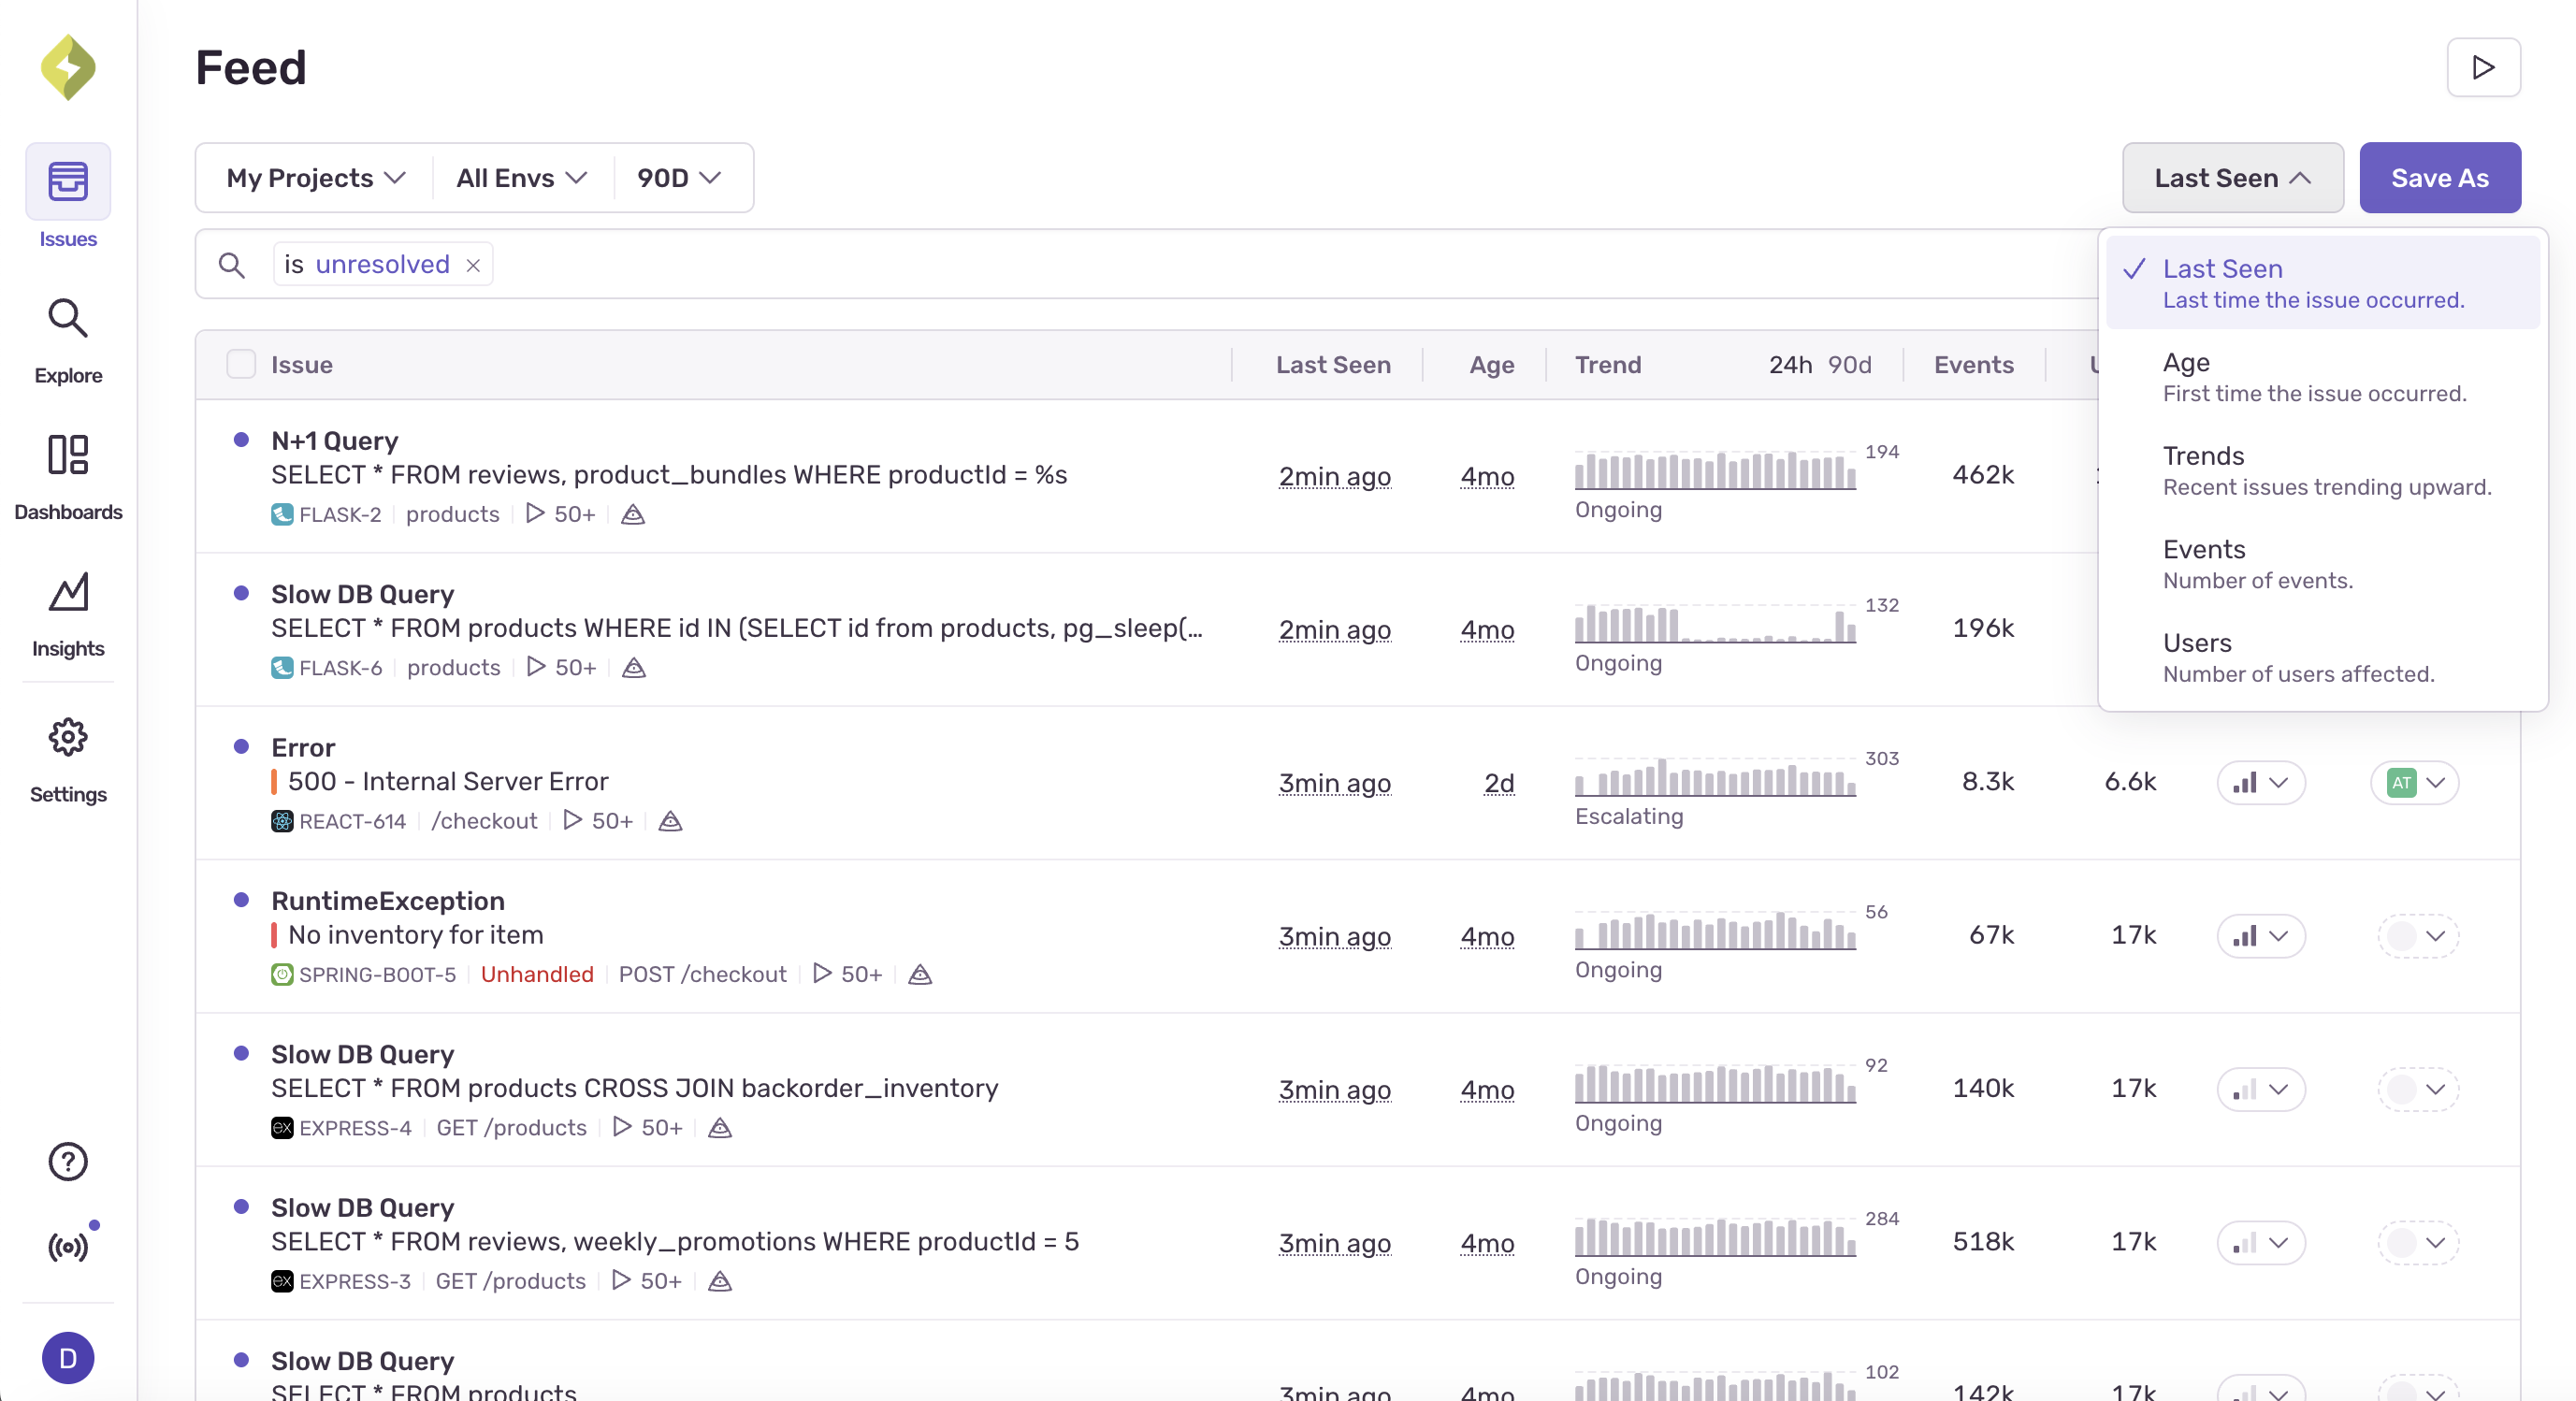 Feed
My Projects
All Envs
90D
Last Seen
Save As
is unresolved
Last Seen
Last time the issue occurred.
Age
First time the issue occurred.
Trends
Recent issues trending upward.
Events
Number of events.
Users
Number of users affected.
Issues
Explore
Dashboards
Insights
Settings
D
Issue
Last Seen
Age
Trend
24h
90d
Events
N+1 Query
SELECT * FROM reviews, product_bundles WHERE productId = %s
FLASK-2
products
50+
2min ago
4mo
194
Ongoing
462k
Slow DB Query
SELECT * FROM products WHERE id IN (SELECT id from products, pg_sleep(...
FLASK-6
products
50+
2min ago
4mo
132
Ongoing
196k
Error
500 - Internal Server Error
REACT-614
/checkout
50+
3min ago
2d
303
Escalating
8.3k
6.6k
AT
RuntimeException
No inventory for item
SPRING-BOOT-5
Unhandled
POST /checkout
50+
3min ago
4mo
56
Ongoing
67k
17k
Slow DB Query
SELECT * FROM products CROSS JOIN backorder_inventory
ex
EXPRESS-4
GET /products
50+
3min ago
4mo
92
Ongoing
140k
17k
Slow DB Query
SELECT * FROM reviews, weekly_promotions WHERE productId = 5
ex
EXPRESS-3
GET /products
50+
3min ago
4mo
284
Ongoing
518k
17k
Slow DB Query
SELECT * FROM products
3min ago
4mo
102
142k
17k